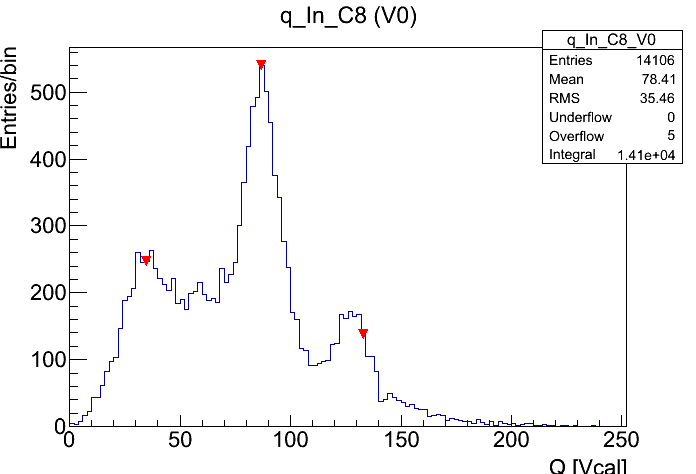 q_In_C8 (V0)
q_In_C8_V0
Entries 14106
Mean 78.41
RMS 35.46
Underflow 0
Overflow 5
Integral 1.41e+04
Entries/bin
500
400
300
200
100
0
0 50 100 150 200 250
Q [Vcal]